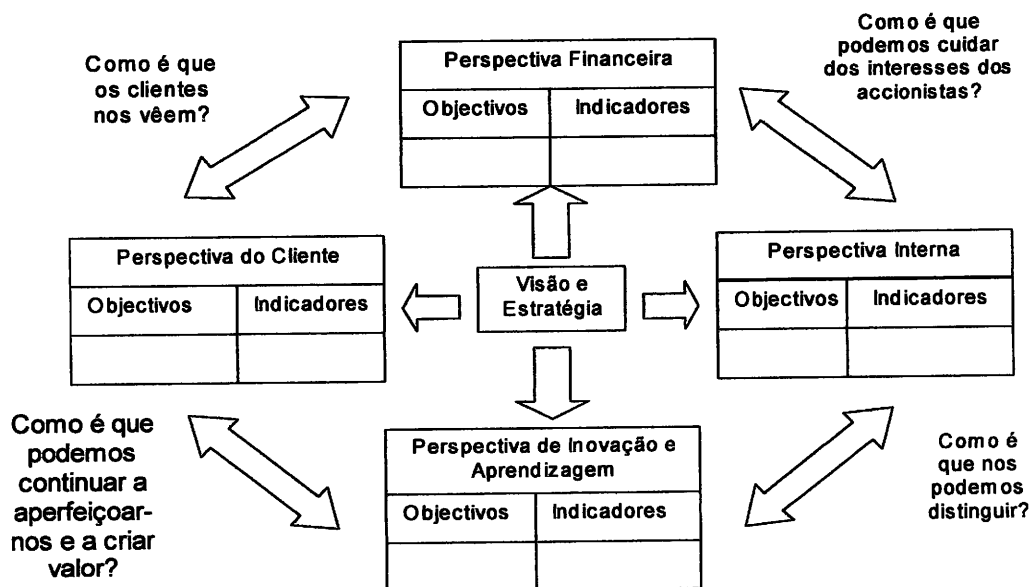 Como é que
os clientes
nos vêem?
Perspectiva Financeira
Objectivos Indicadores
Como é que
podemos cuidar
dos interesses dos
accionistas?
Perspectiva do Cliente
Objectivos Indicadores
Visão e
Estratégia
Perspectiva Interna
Objectivos Indicadores
Como é que
podemos
continuar a
aperfeiçoar-
nos e a criar
valor?
Perspectiva de Inovação e
Aprendizagem
Objectivos Indicadores
Como é
que nos
podemos
distinguir?